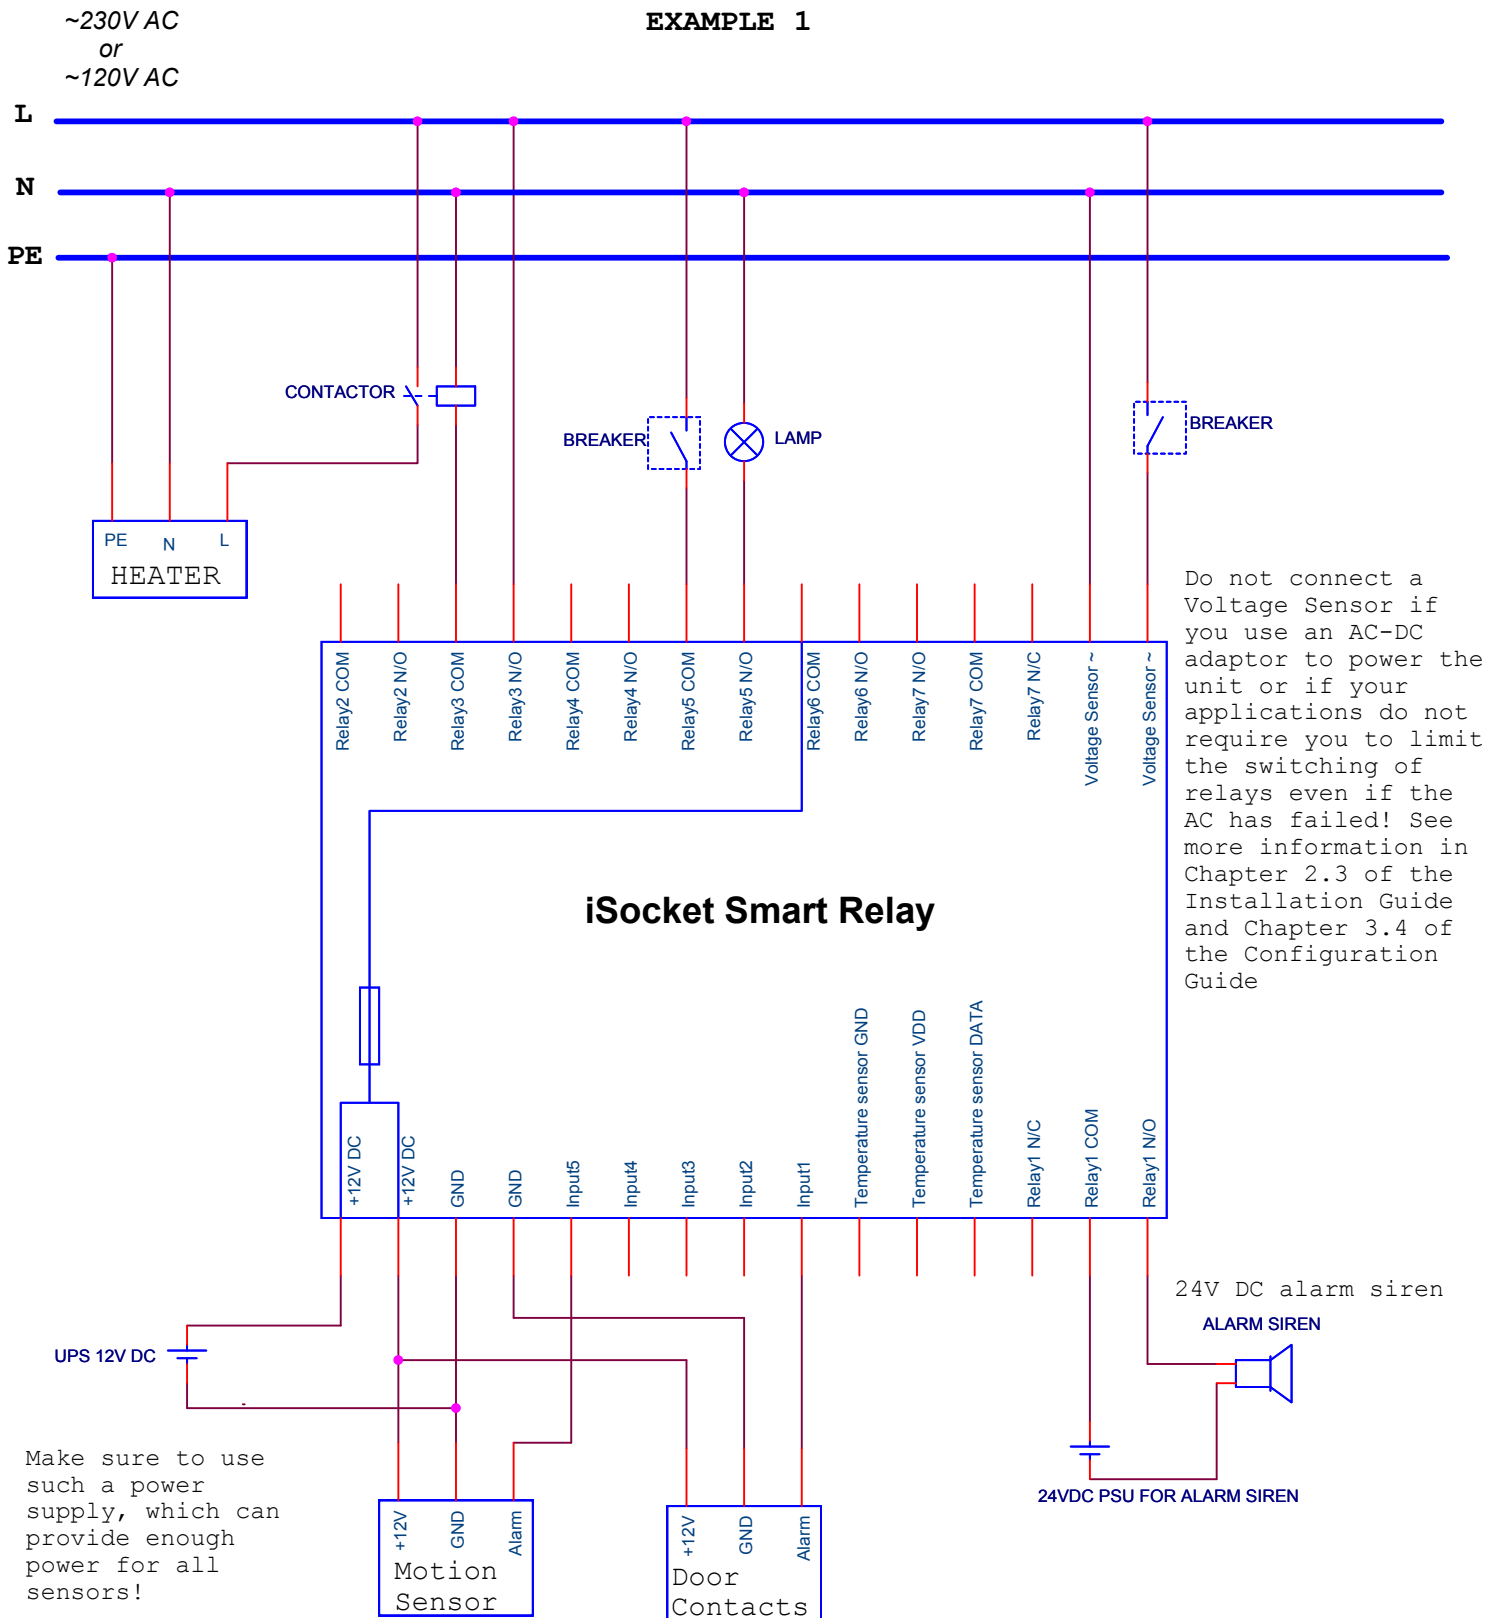 ~230V AC
or
~120V AC
EXAMPLE 1
L
N
PE
CONTACTOR
BREAKER
LAMP
BREAKER
PE
N
L
HEATER
Relay2 COM
Relay2 N/O
Relay3 COM
Relay3 N/O
Relay4 COM
Relay4 N/O
Relay5 COM
Relay5 N/O
Relay6 COM
Relay6 N/O
Relay7 N/O
Relay7 COM
Relay7 N/C
Voltage Sensor ~
Voltage Sensor ~
Do not connect a
Voltage Sensor if
you use an AC-DC
adaptor to power the
unit or if your
applications do not
require you to limit
the switching of
relays even if the
AC has failed! See
more information in
Chapter 2.3 of the
Installation Guide
and Chapter 3.4 of
the Configuration
Guide
iSocket Smart Relay
+12V DC
+12V DC
GND
GND
Input5
Input4
Input3
Input2
Input1
Temperature sensor GND
Temperature sensor VDD
Temperature sensor DATA
Relay1 N/C
Relay1 COM
Relay1 N/O
24V DC alarm siren
ALARM SIREN
UPS 12V DC
24VDC PSU FOR ALARM SIREN
Make sure to use
such a power
supply, which can
provide enough
power for all
sensors!
+12V
GND
Alarm
Motion
Sensor
+12V
GND
Alarm
Door
Contacts